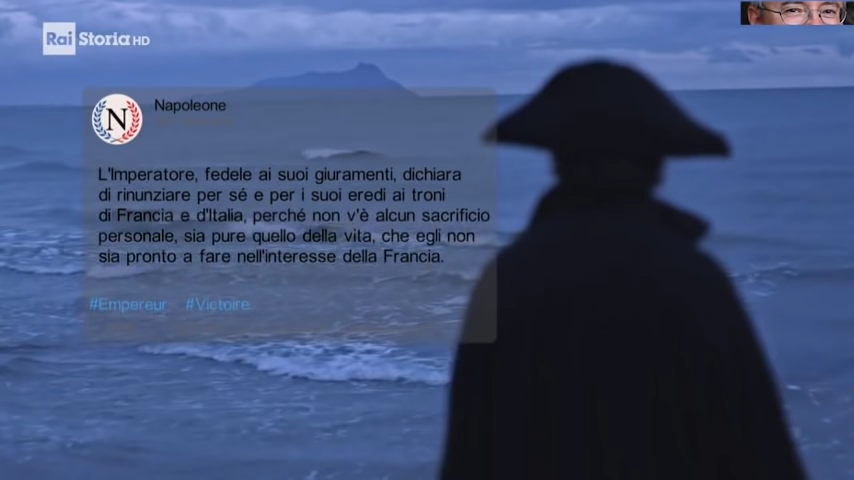 Rai Storia HD
N
Napoleone
L'Imperatore, fedele ai suoi giuramenti, dichiara
di rinunziare per sé e per i suoi eredi ai troni
di Francia e d'Italia, perché non v'è alcun sacrificio
personale, sia pure quello della vita, che egli non
sia pronto a fare nell'interesse della Francia.
#Empereur #Victoire